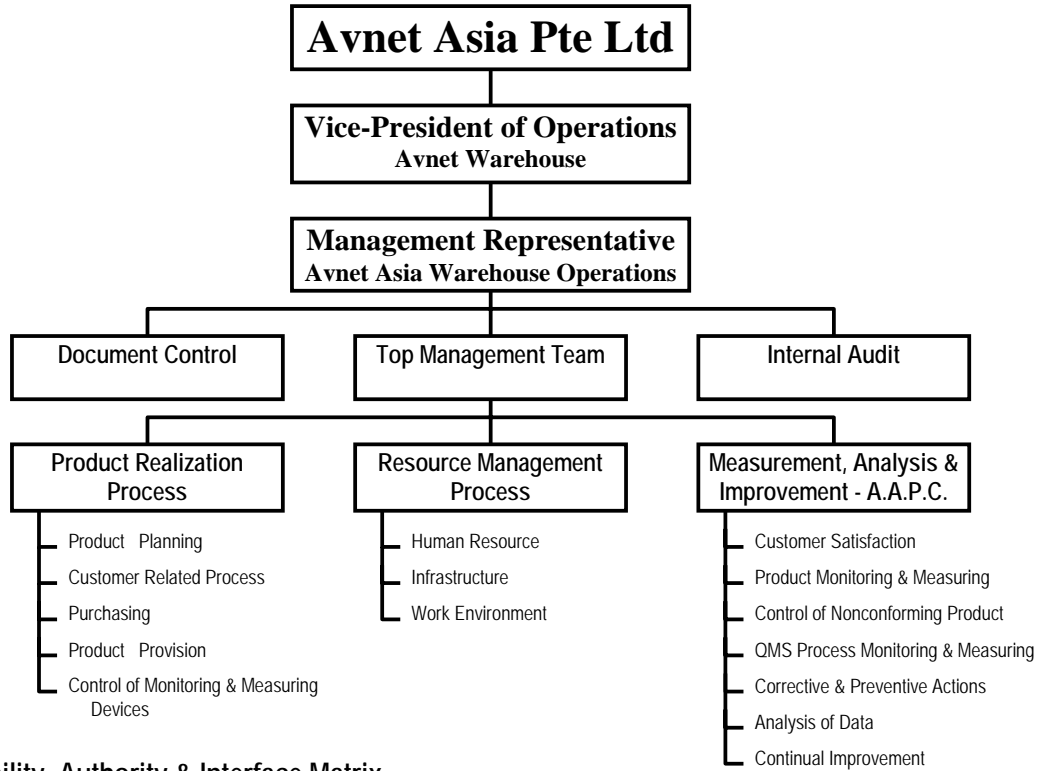 Avnet Asia Pte Ltd
Vice-President of Operations
Avnet Warehouse
Management Representative
Avnet Asia Warehouse Operations
Document Control
Top Management Team
Internal Audit
Product Realization
Process
Product Planning
Customer Related Process
Purchasing
Product Provision
Control of Monitoring & Measuring
Devices
Resource Management
Process
Human Resource
Infrastructure
Work Environment
Measurement, Analysis &
Improvement - A.A.P.C.
Customer Satisfaction
Product Monitoring & Measuring
Control of Nonconforming Product
QMS Process Monitoring & Measuring
Corrective & Preventive Actions
Analysis of Data
Continual Improvement
Authority & Interface Matrix